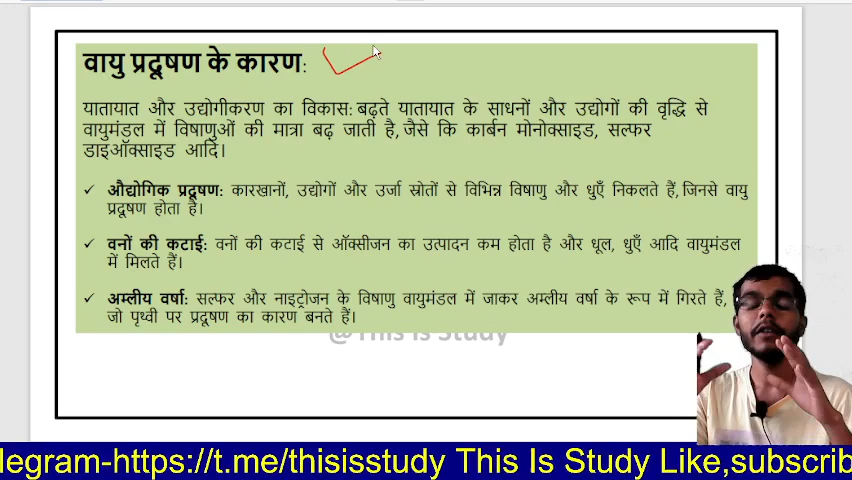 वायु प्रदूषण के कारण:
यातायात और उद्योगीकरण का विकास: बढ़ते यातायात के साधनों और उद्योगों की वृद्धि से
वायुमंडल में विषाणुओं की मात्रा बढ़ जाती है, जैसे कि कार्बन मोनोक्साइड, सल्फर
डाइऑक्साइड आदि।
✓ औद्योगिक प्रदूषण: कारखानों, उद्योगों और उर्जा स्रोतों से विभिन्न विषाणु और धुएँ निकलते हैं, जिनसे वायु
प्रदूषण होता है।
✓ वनों की कटाई: वनों की कटाई से ऑक्सीजन का उत्पादन कम होता है और धूल, धुएँ आदि वायुमंडल
में मिलते हैं।
✓ अम्लीय वर्षा: सल्फर और नाइट्रोजन के विषाणु वायुमंडल में जाकर अम्लीय वर्षा के रूप में गिरते हैं,
जो पृथ्वी पर प्रदूषण का कारण बनते हैं।
@This Is Study
legram-https://t.me/thisisstudy This Is Study Like,subscrib